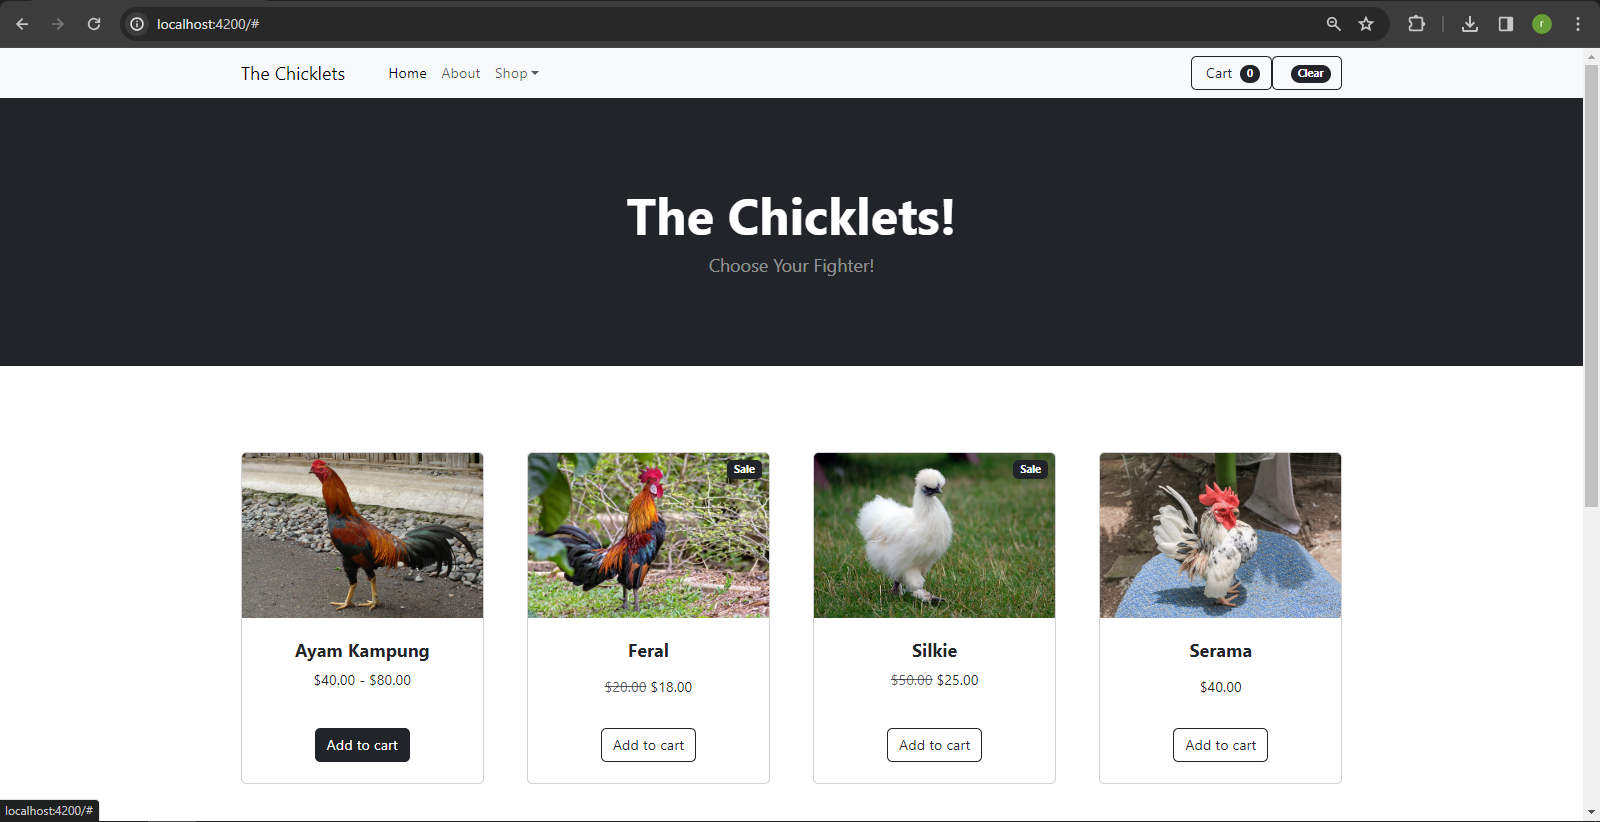 localhost:4200/#
r
The Chicklets Home About Shop Cart 0 Clear
The Chicklets!
Choose Your Fighter!
Sale
Sale
Ayam Kampung
$40.00 - $80.00
Add to cart
Feral
$20.00 $18.00
Add to cart
Silkie
$50.00 $25.00
Add to cart
Serama
$40.00
Add to cart
localhost:4200/#